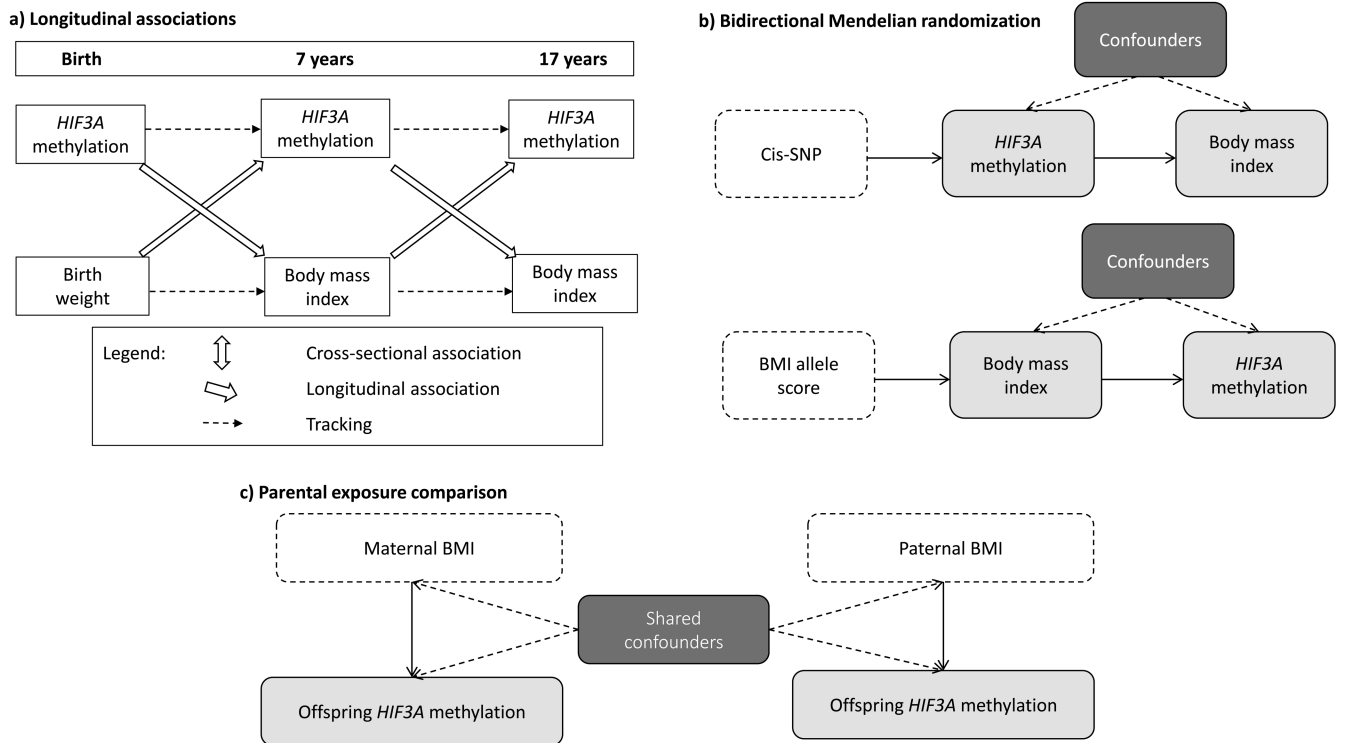 a) Longitudinal associations
Birth
7 years
17 years
HIF3A
methylation
HIF3A
methylation
HIF3A
methylation
Birth
weight
Body mass
index
Body mass
index
Legend:
Cross-sectional association
Longitudinal association
Tracking
b) Bidirectional Mendelian randomization
Confounders
Cis-SNP
HIF3A
methylation
Body mass
index
Confounders
BMI allele
score
Body mass
index
HIF3A
methylation
c) Parental exposure comparison
Maternal BMI
Paternal BMI
Shared
confounders
Offspring HIF3A methylation
Offspring HIF3A methylation